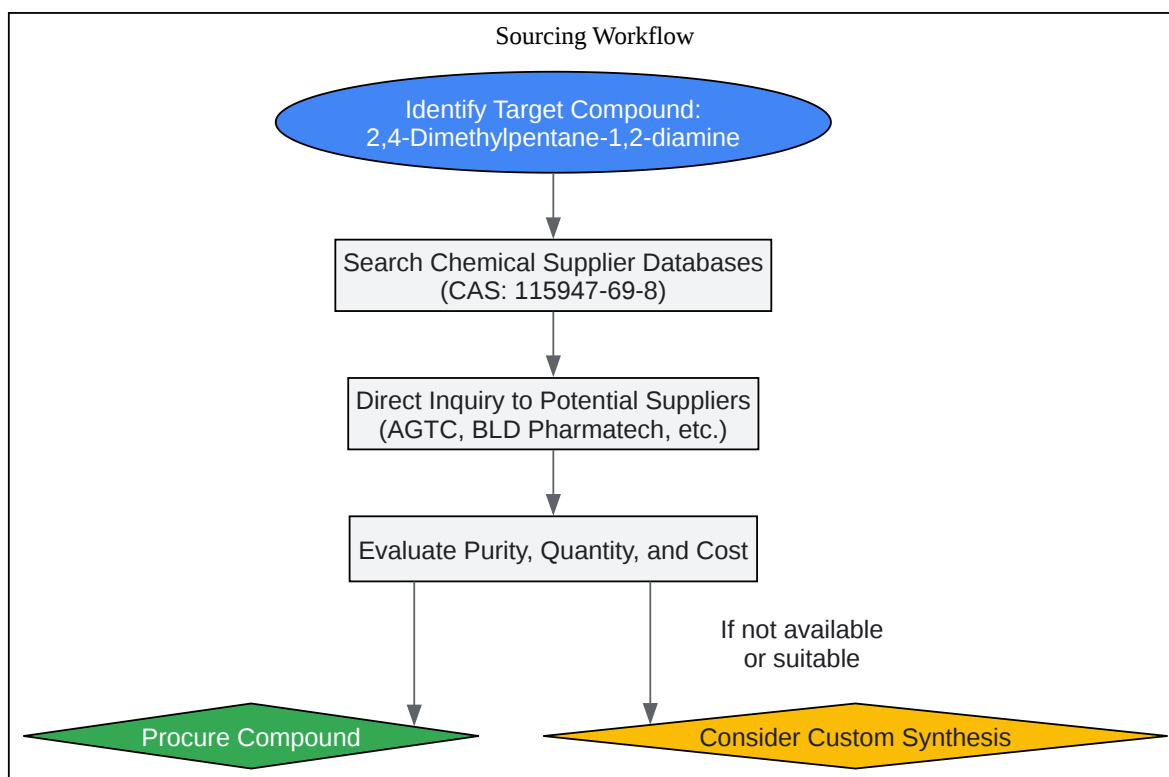 Sourcing Workflow
Identify Target Compound:
2,4-Dimethylpentane-1,2-diamine
Search Chemical Supplier Databases
(CAS: 115947-69-8)
Direct Inquiry to Potential Suppliers
(AGTC, BLD Pharmatech, etc.)
Evaluate Purity, Quantity, and Cost
If not available
or suitable
Procure Compound
Consider Custom Synthesis